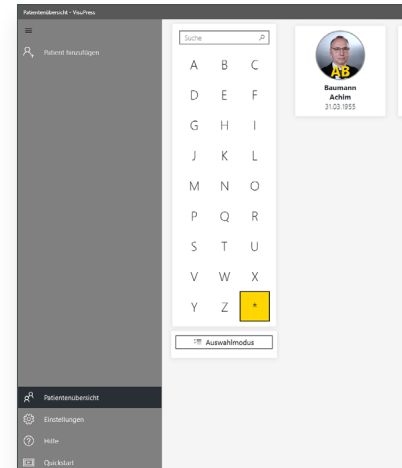 Patientenübersicht - VisuPress
Patient hinzufügen
Suche
A B C
D E F
G H I
J K L
M N O
P Q R
S T U
V W X
Y Z *
Auswahlmodus
AB
Baumann
Achim
31.03.1955
Patientenübersicht
Einstellungen
Hilfe
Quickstart